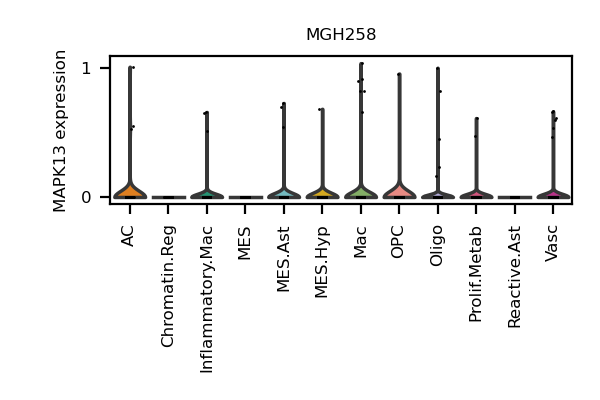 MGH258
MAPK13 expression
1
0
AC
Chromatin.Reg
Inflammatory.Mac
MES
MES.Ast
MES.Hyp
Mac
OPC
Oligo
Prolif.Metab
Reactive.Ast
Vasc